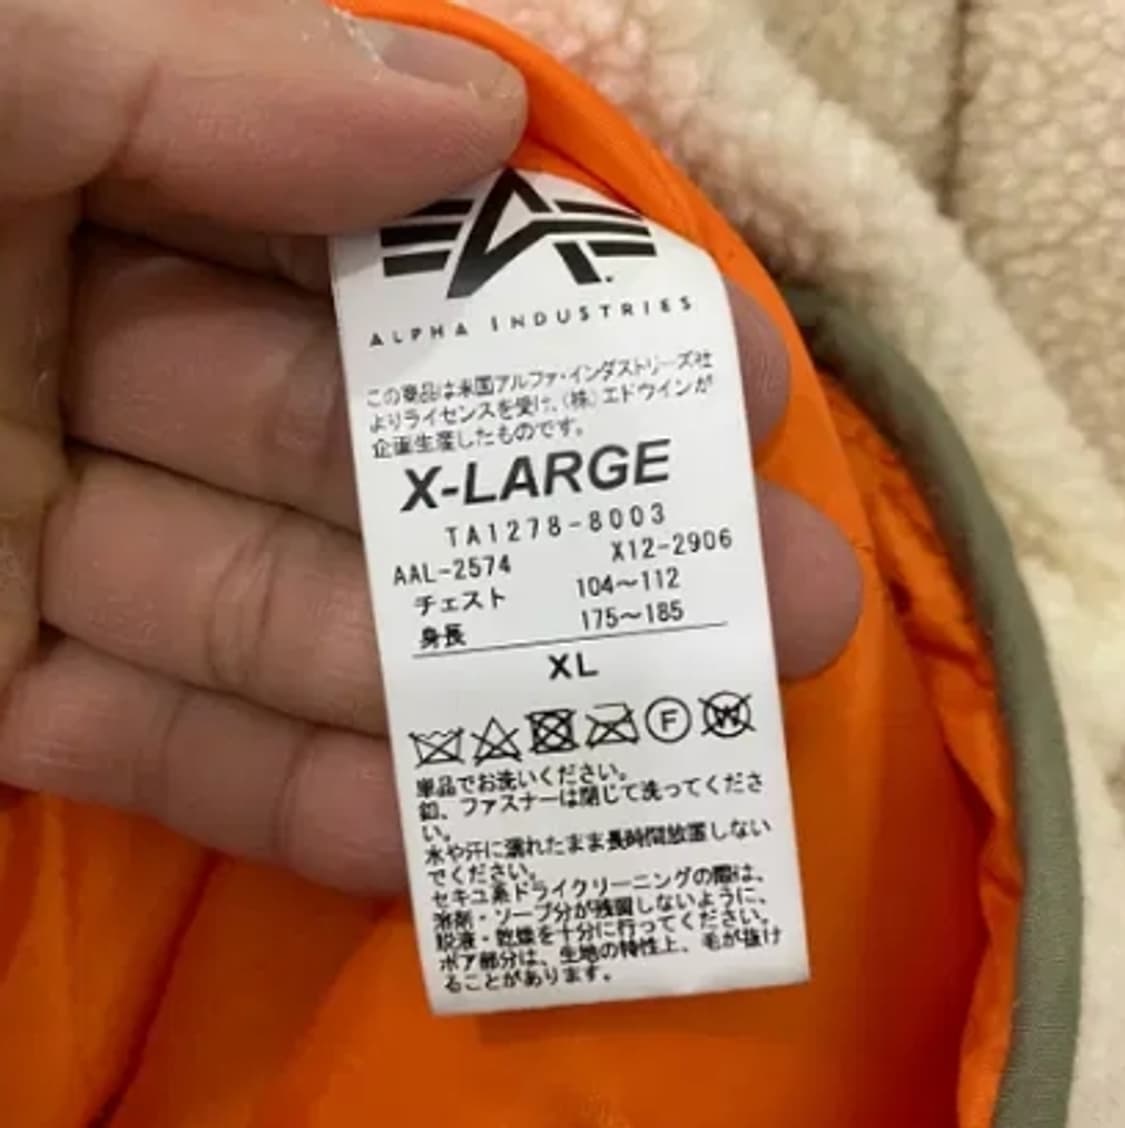 ALPHA INDUSTRIES
この商品は米国アルファ・インダストリーズ社
よりライセンスを受け、(株)エドウインが
企画生産したものです。
X-LARGE
TA1278-8003
AAL-2574 X12-2906
チェスト 104～112
身長 175～185
XL
F W
単品でお洗いください。
釦、ファスナーは閉じて洗ってくださ
い。
水や汗に濡れたまま長時間放置しない
でください。
セキユ系ドライクリーニングの際は、
溶剤・ソープ分が残留しないように、
脱液・乾燥を十分に行ってください。
ボア部分は、生地の特性上、毛が抜け
ることがあります。